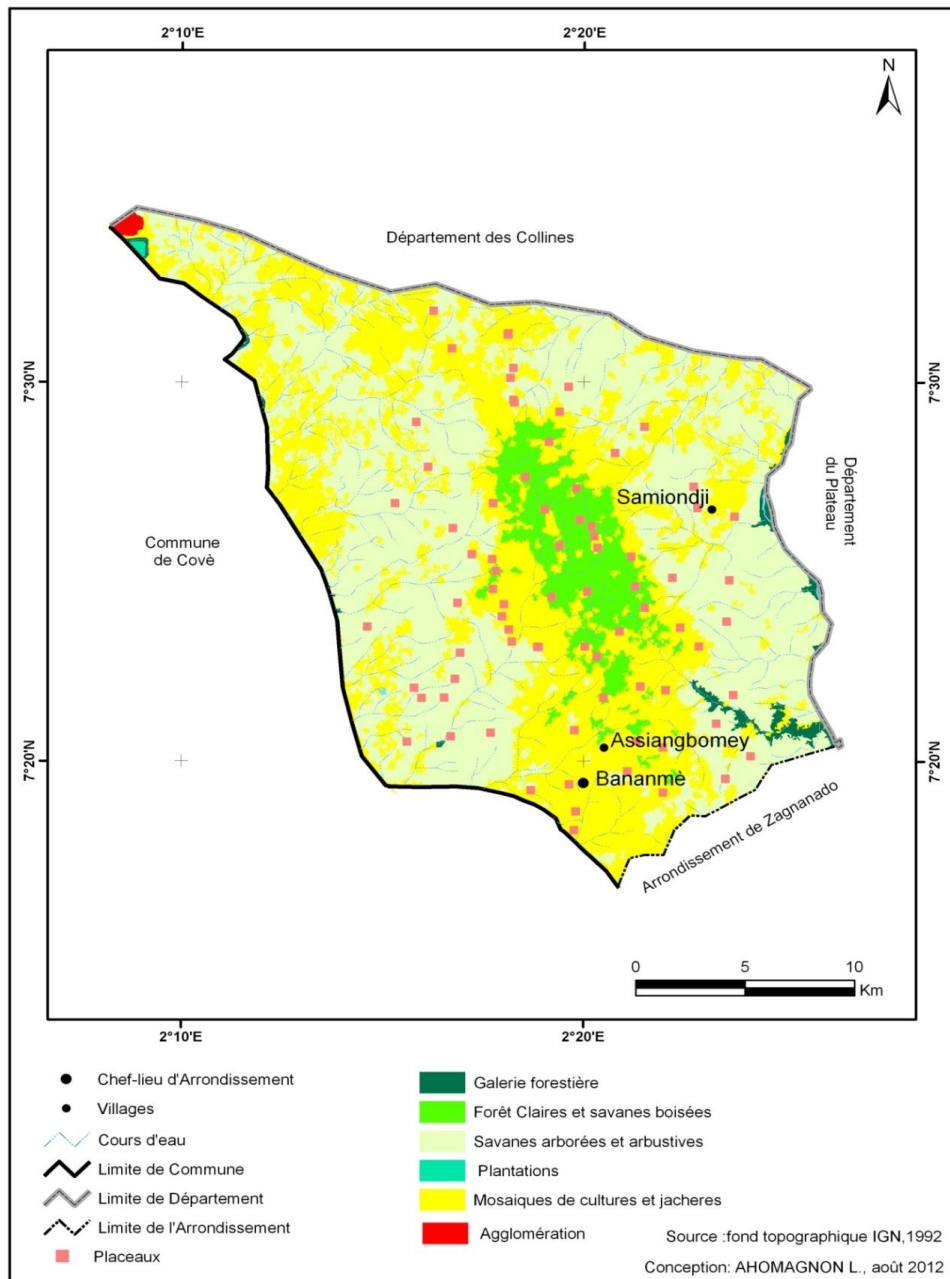 2°10'E
2°20'E
N
Département des Collines
7°30'N
7°30'N
Département
du Plateau
Samiondji
Commune
de Covè
Assiangbomey
7°20'N
7°20'N
Bananmè
Arrondissement de Zagnanado
0
5
10
Km
2°10'E
2°20'E
Chef-lieu d'Arrondissement
Villages
Cours d'eau
Limite de Commune
Limite de Département
Limite de l'Arrondissement
Placeaux
Galerie forestière
Forêt Claires et savanes boisées
Savanes arborées et arbustives
Plantations
Mosaiques de cultures et jacheres
Agglomération
Source :fond topographique IGN,1992
Conception: AHOMAGNON L., août 2012